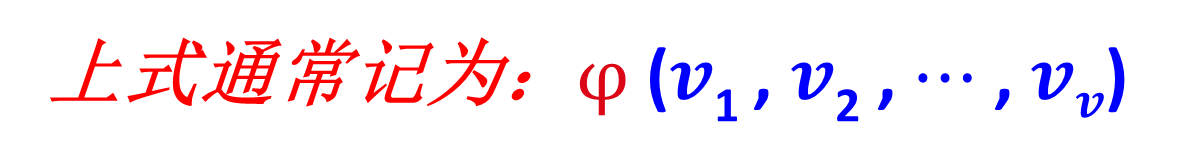 上式通常记为：φ (v₁ , v₂ , ⋯ , vᵥ)